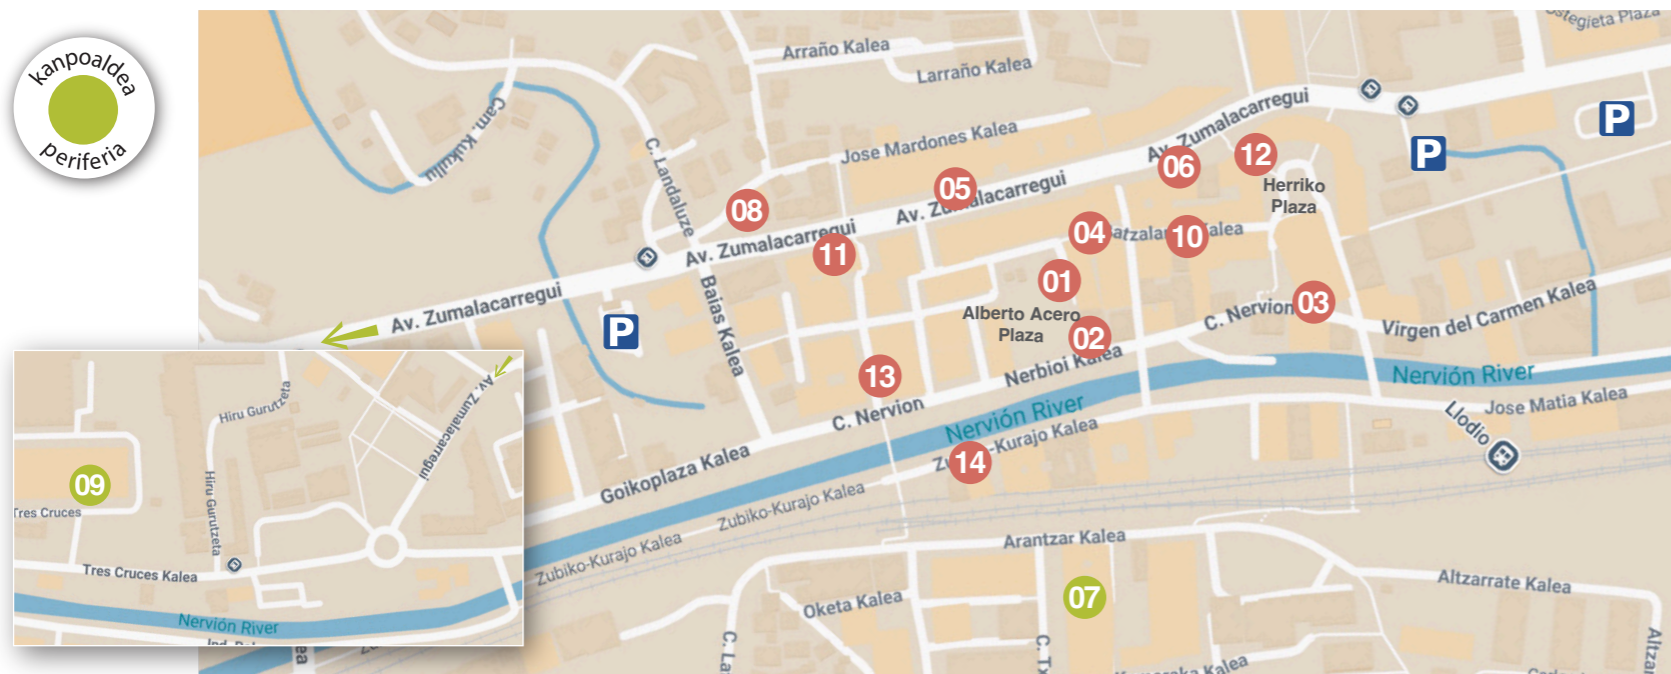 kanpoaldea
periferia
Arraño Kalea
Larraño Kalea
Cam. Kukullu
C. Landaluze
Jose Mardones Kalea
Av. Zumalacarregui
P
P
06
12
Herriko
Plaza
05
Av. Zumalacarregui
08
Av. Zumalacarregui
11
04
10
Kalea
01
Alberto Acero
Plaza
02
Nerbioi Kalea
C. Nervion
03
Virgen del Carmen Kalea
Baias Kalea
Av. Zumalacarregui
P
13
C. Nervion
Nervión River
Nervión River
Jose Matia Kalea
Llodio
Goikoplaza Kalea
14
Zubiko-Kurajo Kalea
Zubiko-Kurajo Kalea
Arantzar Kalea
07
Oketa Kalea
Altzarrate Kalea
Hiru Gurutzeta
Hiru Gurutzeta
Av. Zumalacarregui
09
Tres Cruces
Tres Cruces Kalea
Nervión River